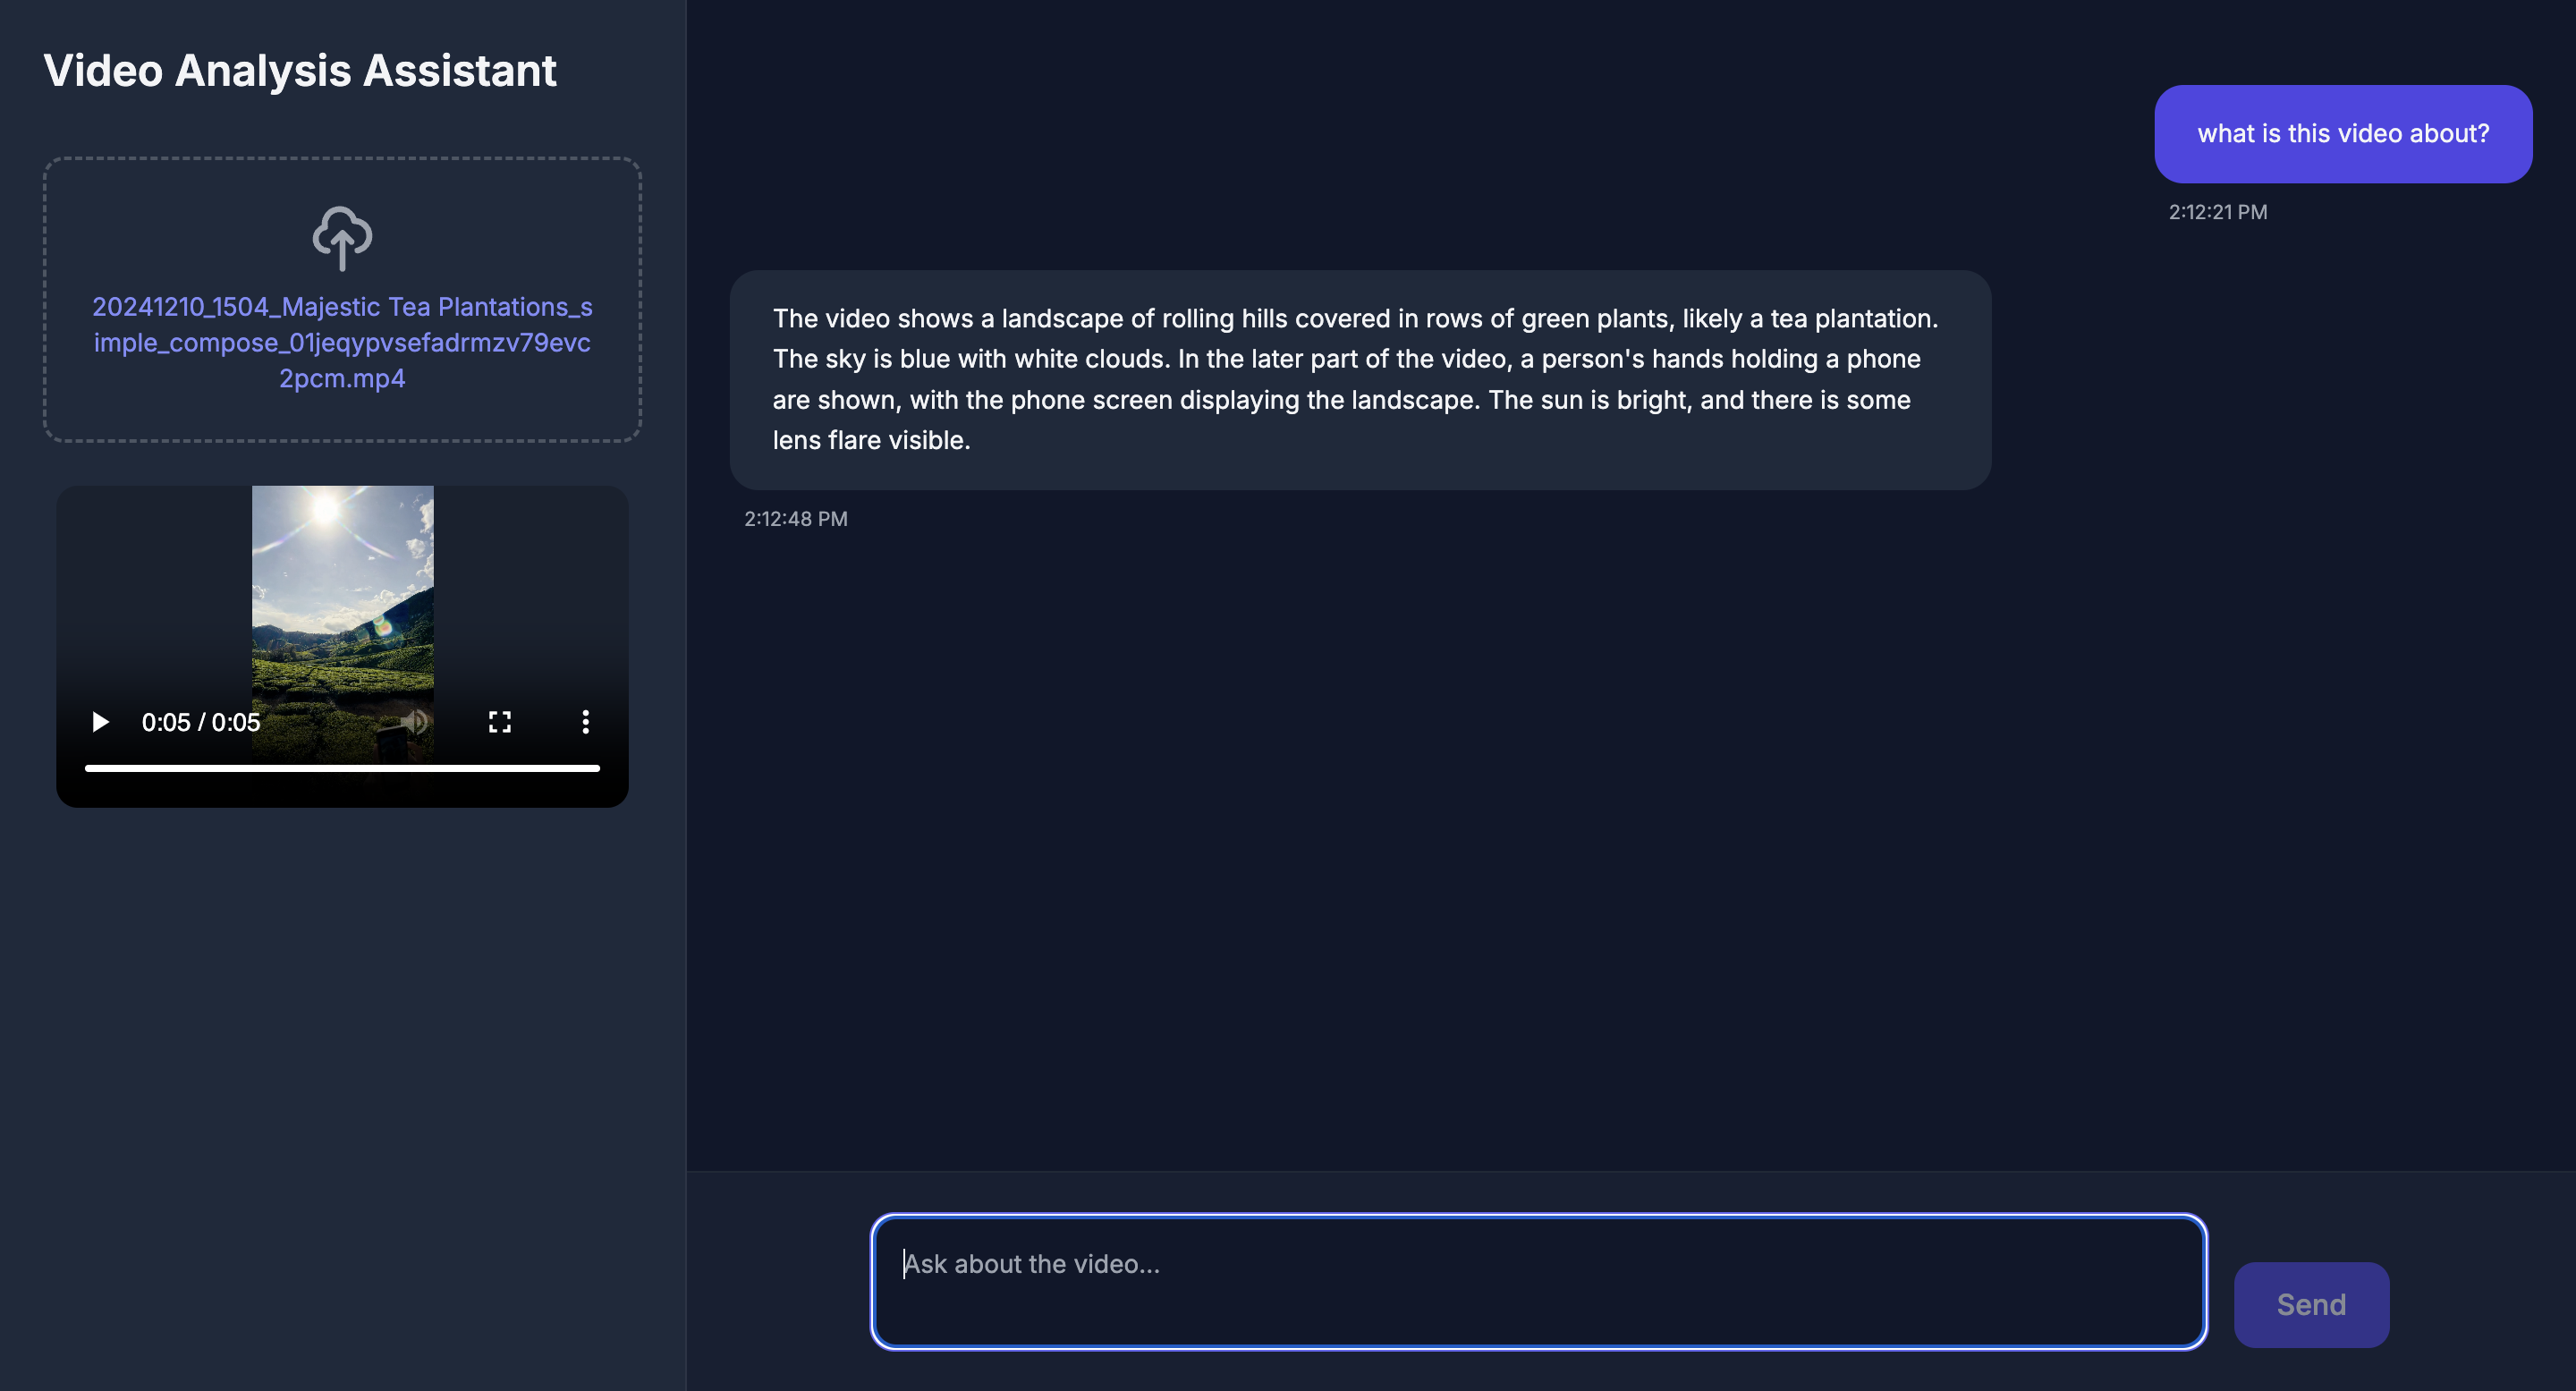 Video Analysis Assistant
20241210_1504_Majestic Tea Plantations_s
imple_compose_01jeqypvsefadrmzv79evc
2pcm.mp4
0:05 / 0:05
what is this video about?
2:12:21 PM
The video shows a landscape of rolling hills covered in rows of green plants, likely a tea plantation.
The sky is blue with white clouds. In the later part of the video, a person's hands holding a phone
are shown, with the phone screen displaying the landscape. The sun is bright, and there is some
lens flare visible.
2:12:48 PM
Ask about the video...
Send